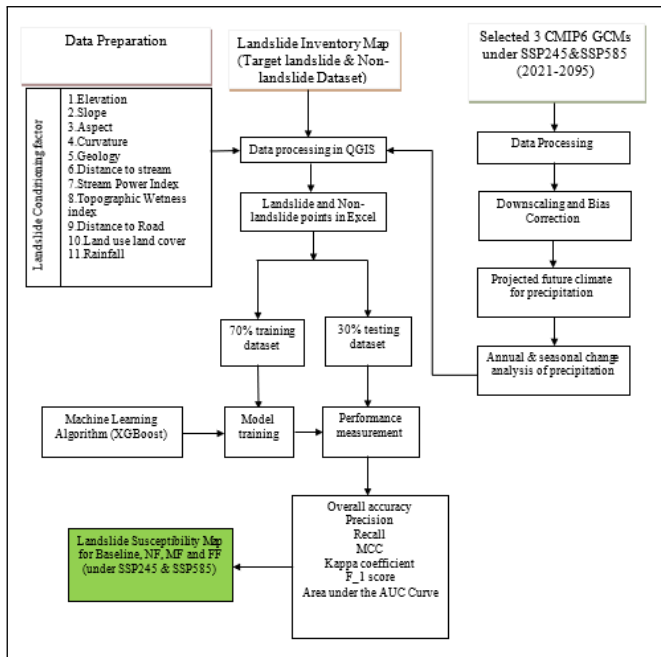 Data Preparation
Landslide Conditioning factor
1.Elevation
2.Slope
3.Aspect
4.Curvature
5.Geology
6.Distance to stream
7.Stream Power Index
8.Topographic Wetness
index
9.Distance to Road
10.Land use land cover
11.Rainfall
Landslide Inventory Map
(Target landslide & Non-
landslide Dataset)
Data processing in QGIS
Landslide and Non-
landslide points in Excel
70% training
dataset
30% testing
dataset
Machine Learning
Algorithm (XGBoost)
Model
training
Performance
measurement
Overall accuracy
Precision
Recall
MCC
Kappa coefficient
F_1 score
Area under the AUC Curve
Landslide Susceptibility Map
for Baseline, NF, MF and FF
(under SSP245 & SSP585)
Selected 3 CMIP6 GCMs
under SSP245&SSP585
(2021-2095)
Data Processing
Downscaling and Bias
Correction
Projected future climate
for precipitation
Annual & seasonal change
analysis of precipitation